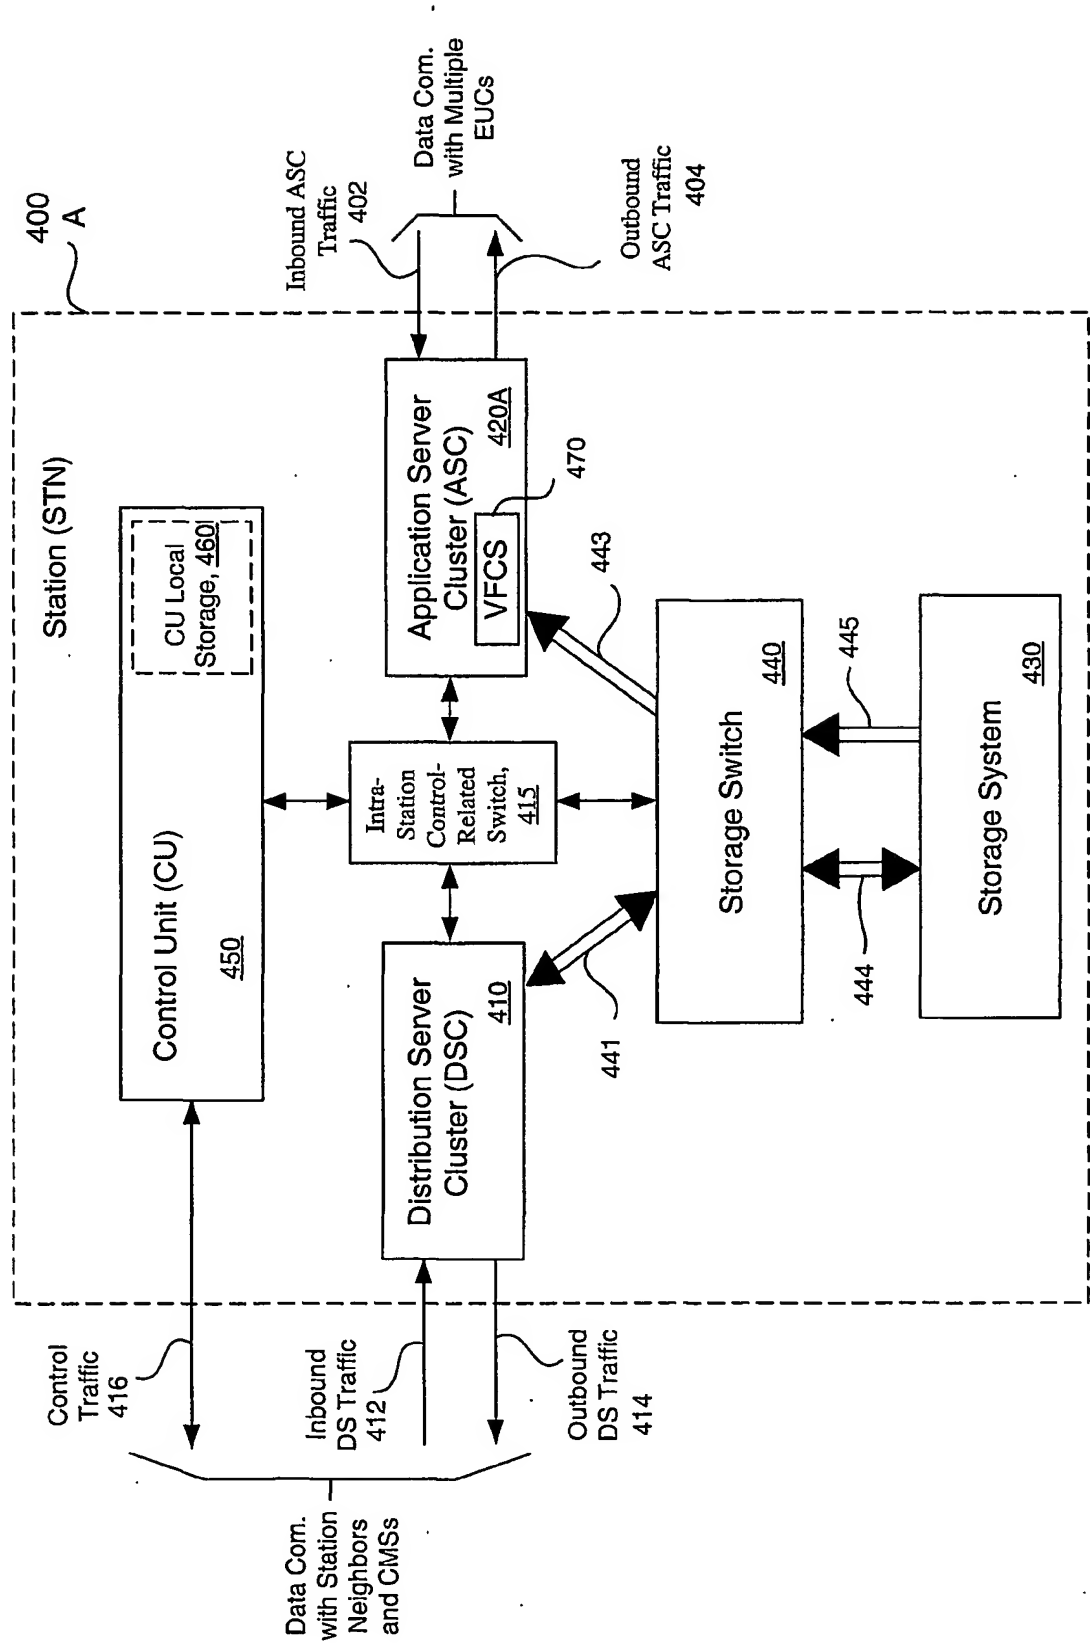 400
A
Station (STN)
Control Unit (CU)
450
CU Local
Storage, 460
Control
Traffic
416
Data Com.
with Station
Neighbors
and CMSs
Inbound
DS Traffic
412
Outbound
DS Traffic
414
Distribution Server
Cluster (DSC)
410
Intra-
Station
Control-
Related
Switch,
415
Application Server
Cluster (ASC)
420A
VFCS
470
Inbound ASC
Traffic
402
Data Com.
with Multiple
EUCs
Outbound
ASC Traffic
404
441
443
Storage Switch
440
444
445
Storage System
430